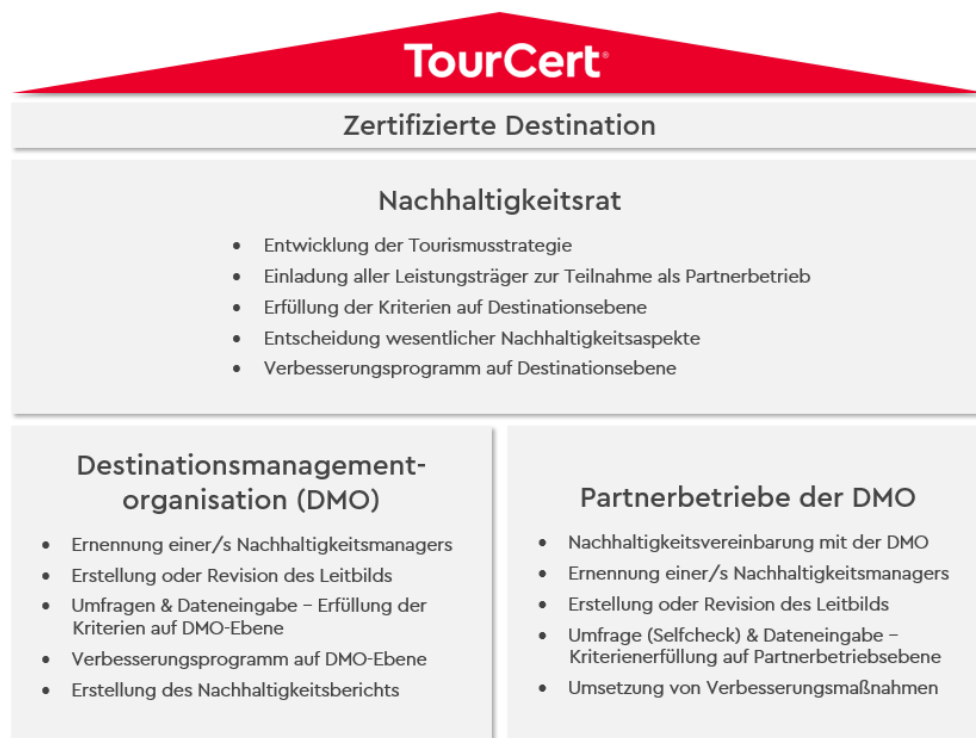 TourCert®
Zertifizierte Destination
Nachhaltigkeitsrat
• Entwicklung der Tourismusstrategie
• Einladung aller Leistungsträger zur Teilnahme als Partnerbetrieb
• Erfüllung der Kriterien auf Destinationsebene
• Entscheidung wesentlicher Nachhaltigkeitsaspekte
• Verbesserungsprogramm auf Destinationsebene
Destinationsmanagement-
organisation (DMO)
• Ernennung einer/s Nachhaltigkeitsmanagers
• Erstellung oder Revision des Leitbilds
• Umfragen & Dateneingabe – Erfüllung der
Kriterien auf DMO-Ebene
• Verbesserungsprogramm auf DMO-Ebene
• Erstellung des Nachhaltigkeitsberichts
Partnerbetriebe der DMO
• Nachhaltigkeitsvereinbarung mit der DMO
• Ernennung einer/s Nachhaltigkeitsmanagers
• Erstellung oder Revision des Leitbilds
• Umfrage (Selfcheck) & Dateneingabe –
Kriterienerfüllung auf Partnerbetriebsebene
• Umsetzung von Verbesserungsmaßnahmen